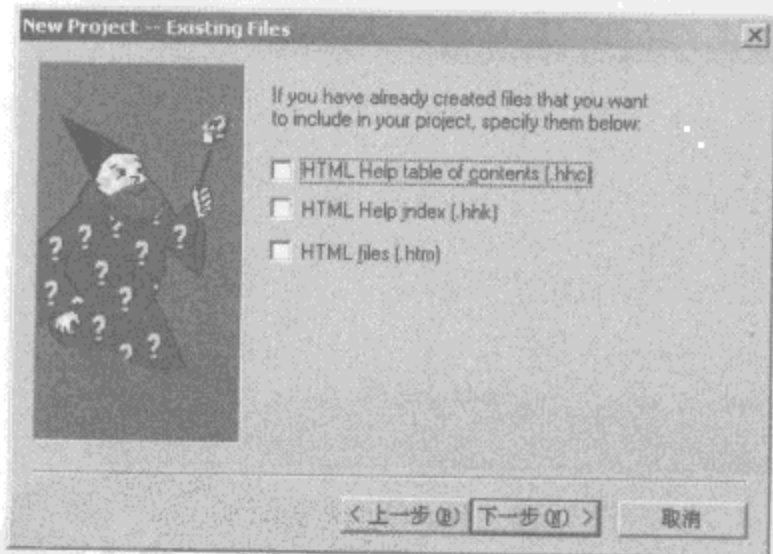 New Project -- Existing Files
If you have already created files that you want
to include in your project, specify them below:
HTML Help table of contents (.hhc)
HTML Help index (.hhk)
HTML files (.htm)
< 上一步(B)
下一步(N) >
取消